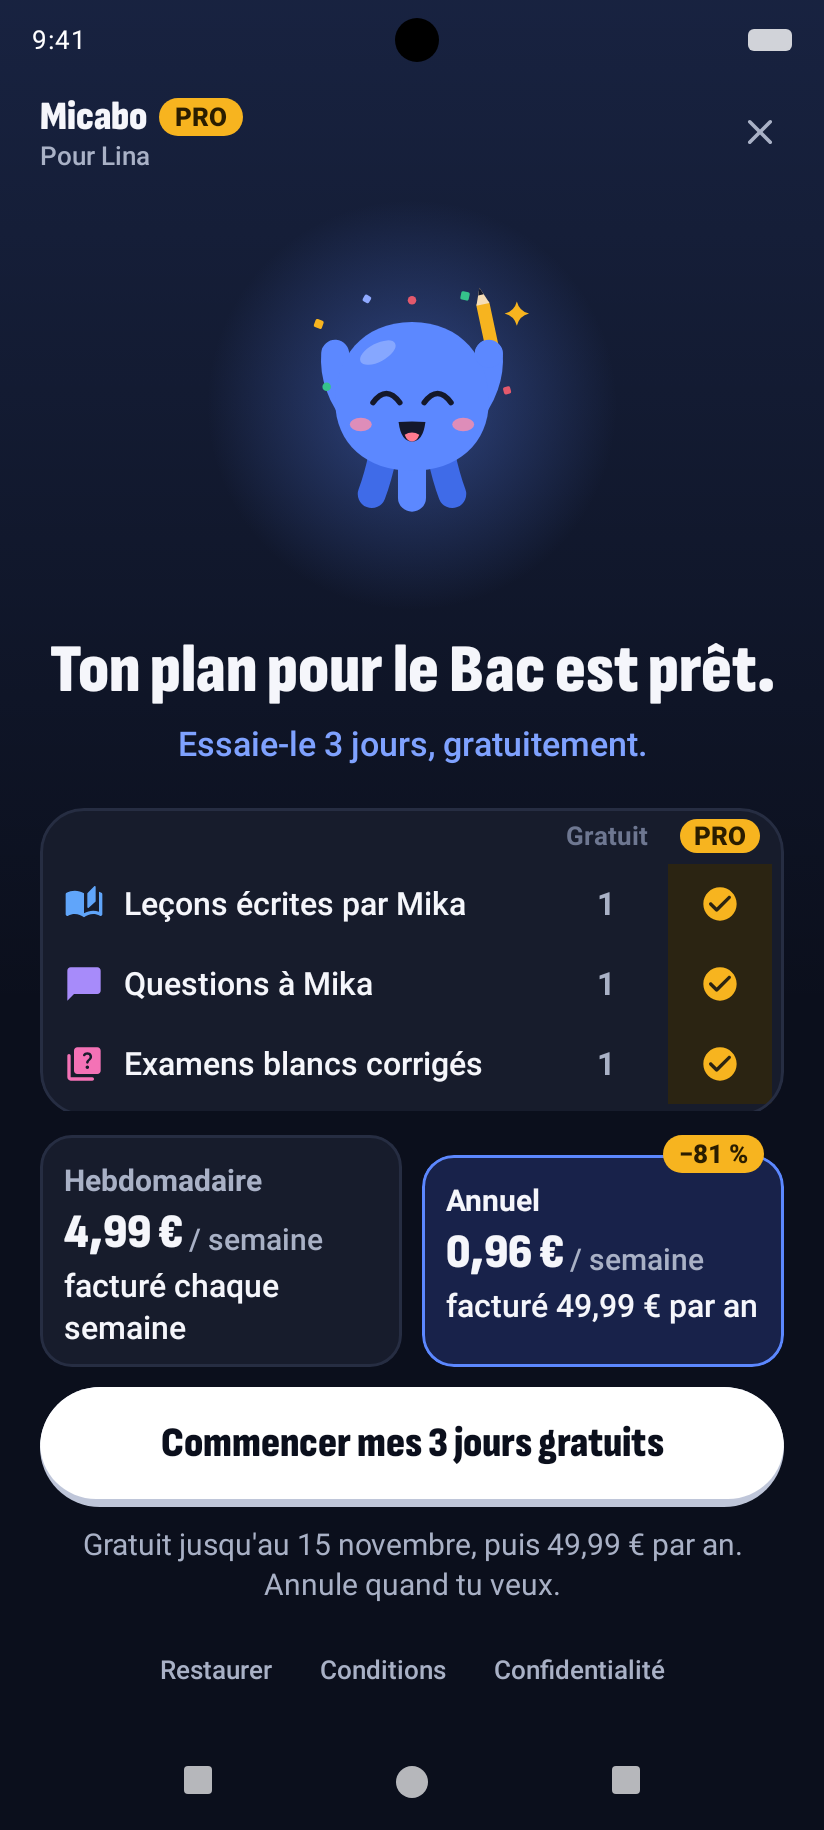 9:41
Micabo PRO
Pour Lina
Ton plan pour le Bac est prêt.
Essaie-le 3 jours, gratuitement.
Gratuit PRO
Leçons écrites par Mika 1
Questions à Mika 1
Examens blancs corrigés 1
Hebdomadaire
4,99 € / semaine
facturé chaque
semaine
−81 %
Annuel
0,96 € / semaine
facturé 49,99 € par an
Commencer mes 3 jours gratuits
Gratuit jusqu'au 15 novembre, puis 49,99 € par an.
Annule quand tu veux.
Restaurer Conditions Confidentialité